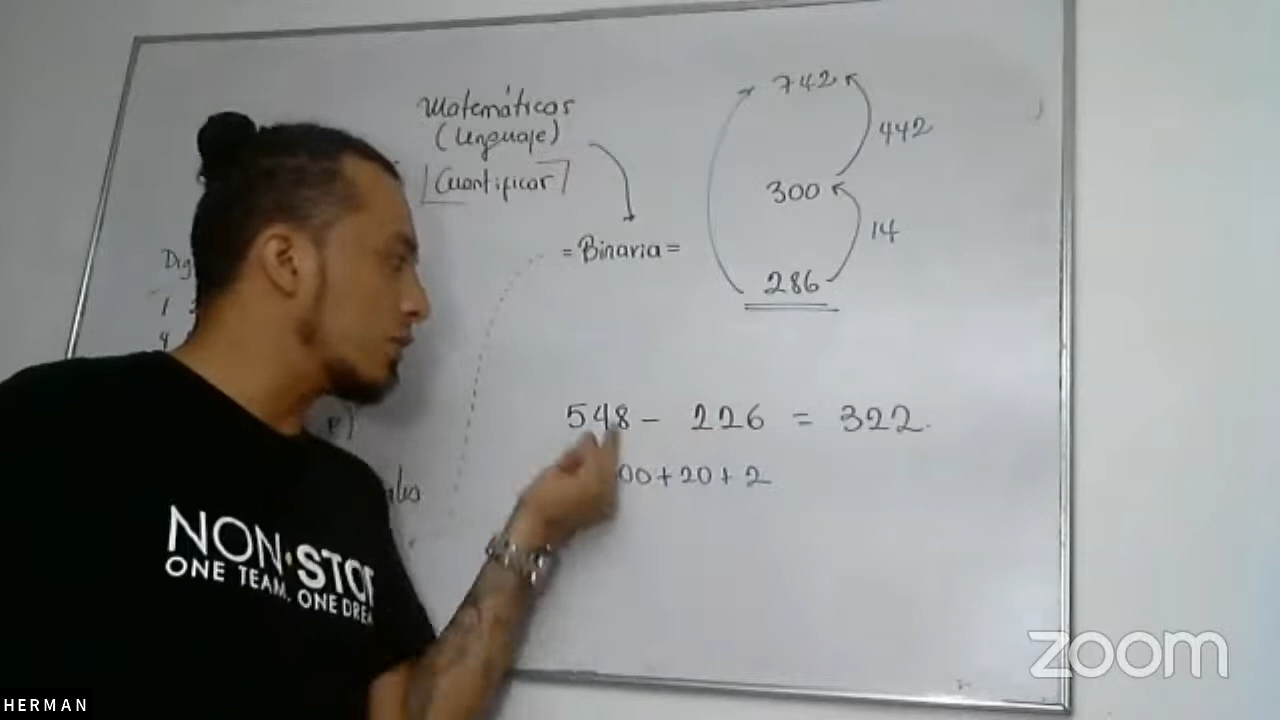 Matemáticas
(Lenguaje)
Cuantificar
= Binaria =
742
442
300
14
286
548 - 226 = 322.
00 + 20 + 2
NON·STOP
ONE TEAM. ONE DREA
HERMAN
zoom